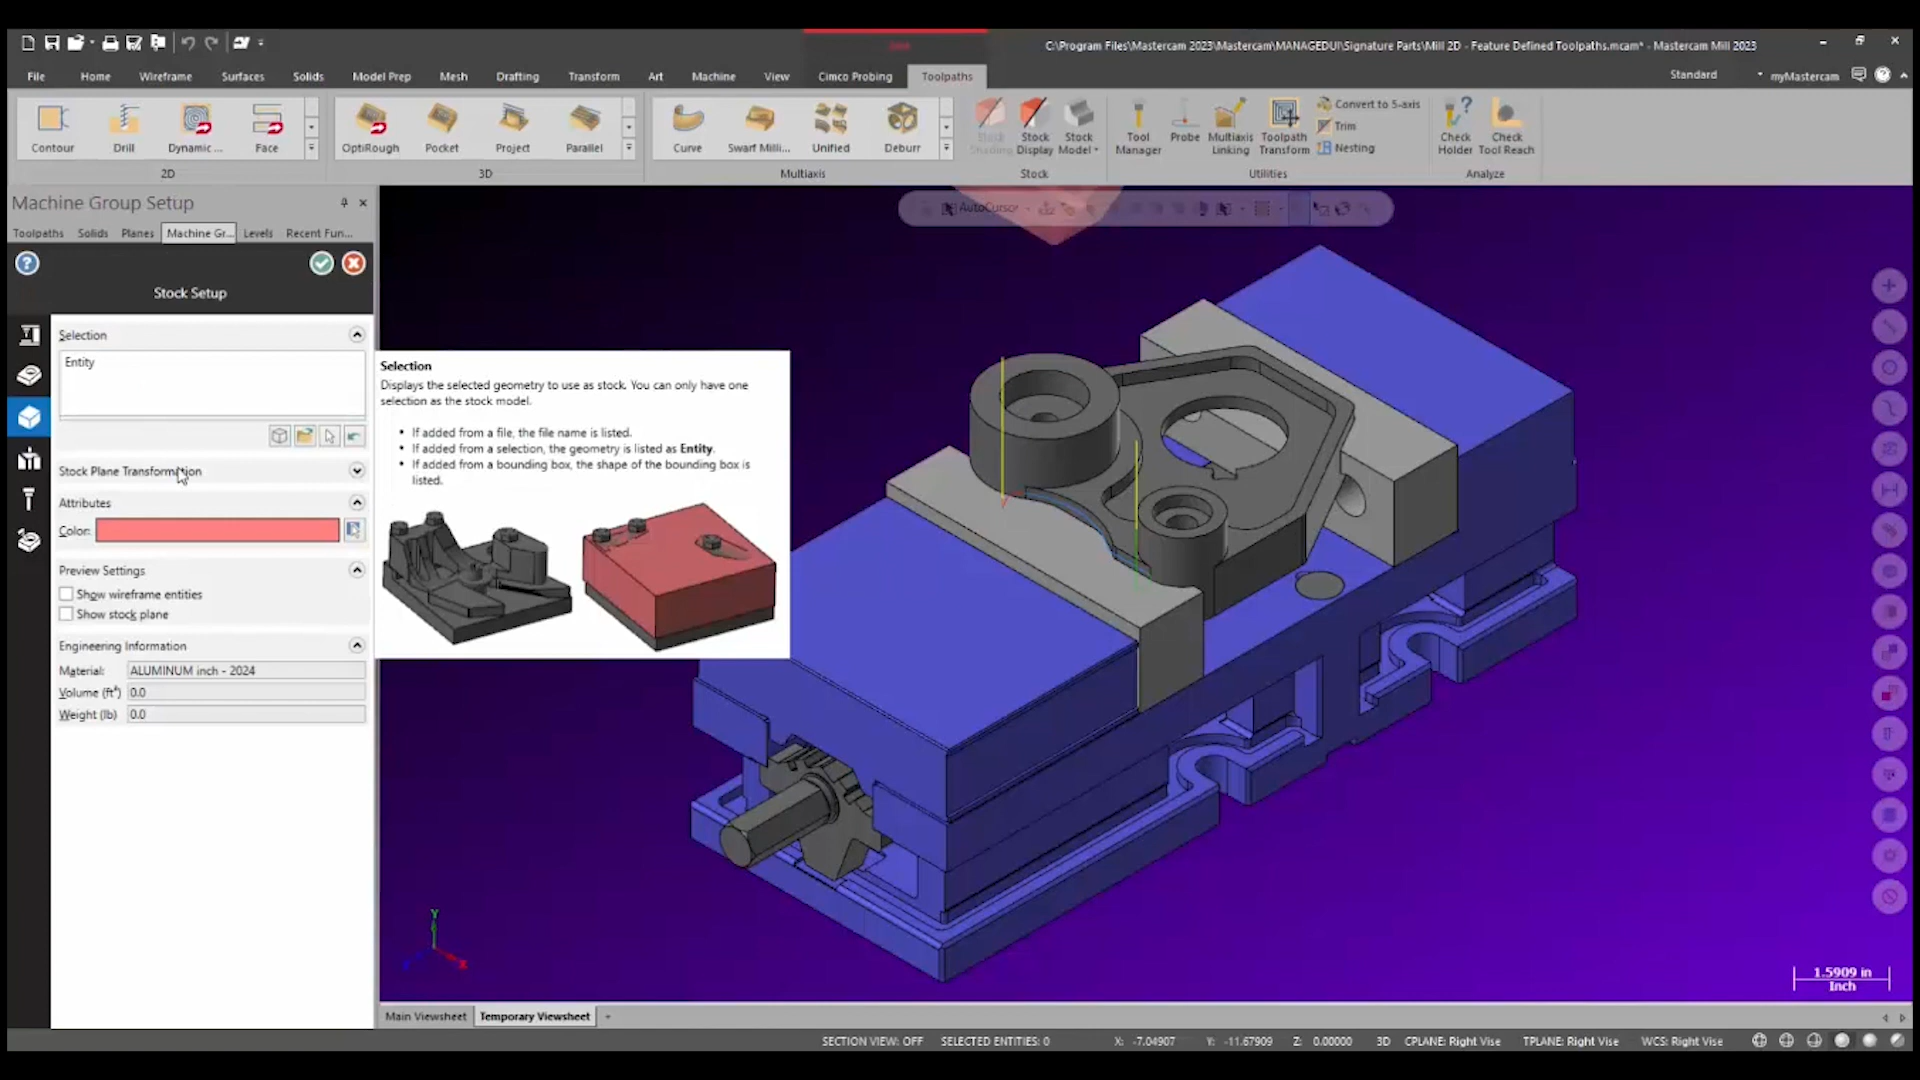 C:\Program Files\Mastercam 2023\Mastercam\MANAGEDUI\Signature Parts\Mill 2D - Feature Defined Toolpaths.mcam* - Mastercam Mill 2023
File Home Wireframe Surfaces Solids Model Prep Mesh Drafting Transform Art Machine View Cimco Probing Toolpaths Standard myMastercam
Contour Drill Dynamic ... Face
2D
OptiRough Pocket Project Parallel
3D
Curve Swarf Milli... Unified Deburr
Multiaxis
Stock Shading Stock Display Stock Model
Stock
Tool Manager Probe Multiaxis Linking Toolpath Transform
Convert to 5-axis
Trim
Nesting
Utilities
Check Holder Check Tool Reach
Analyze
AutoCursor
Machine Group Setup
Toolpaths Solids Planes Machine Gr... Levels Recent Fun...
Stock Setup
Selection
Entity
Stock Plane Transformation
Attributes
Color:
Preview Settings
Show wireframe entities
Show stock plane
Engineering Information
Material: ALUMINUM inch - 2024
Volume (ft³) 0.0
Weight (lb) 0.0
Selection
Displays the selected geometry to use as stock. You can only have one
selection as the stock model.
• If added from a file, the file name is listed.
• If added from a selection, the geometry is listed as Entity.
• If added from a bounding box, the shape of the bounding box is
listed.
Y
X
1.5909 in
Inch
Main Viewsheet Temporary Viewsheet +
SECTION VIEW: OFF SELECTED ENTITIES: 0 X: -7.04907 Y: -11.67909 Z: 0.00000 3D CPLANE: Right Vise TPLANE: Right Vise WCS: Right Vise